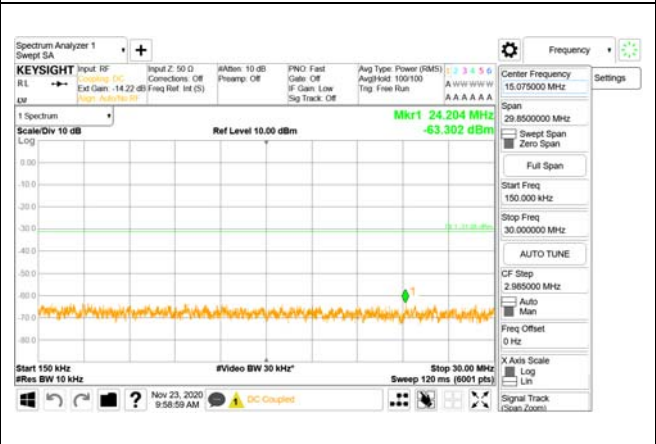 Spectrum Analyzer 1
Swept SA
Frequency
KEYSIGHT
RL
Input: RF
Coupling: DC
Ext Gain: -14.22 dB
Align: Auto/No RF
Input Z: 50 Ω
Corrections: Off
Freq Ref: Int (S)
#Atten: 10 dB
Preamp: Off
PNO: Fast
Gate: Off
IF Gain: Low
Sig Track: Off
Avg Type: Power (RMS)
Avg|Hold: 100/100
Trig: Free Run
1 2 3 4 5 6
A W W W W W
A A A A A A
Center Frequency
15.075000 MHz
Settings
Span
29.8500000 MHz
Swept Span
Zero Span
Full Span
Start Freq
150.000 kHz
Stop Freq
30.000000 MHz
AUTO TUNE
CF Step
2.985000 MHz
Auto
Man
Freq Offset
0 Hz
X Axis Scale
Log
Lin
Signal Track
(Span Zoom)
1 Spectrum
Scale/Div 10 dB
Log
Ref Level 10.00 dBm
Mkr1 24.204 MHz
-63.302 dBm
0.00
-10.0
-20.0
-30.0
-40.0
-50.0
-60.0
-70.0
-80.0
1
Start 150 kHz
#Res BW 10 kHz
#Video BW 30 kHz*
Stop 30.00 MHz
Sweep 120 ms (6001 pts)
?
Nov 23, 2020
9:58:59 AM
1
DC Coupled